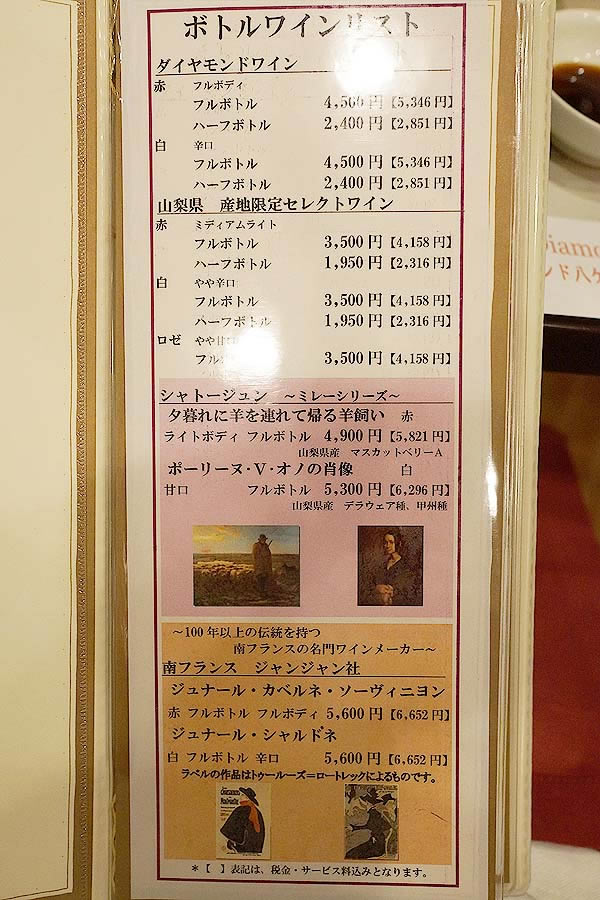 ボトルワインリスト
ダイヤモンドワイン
赤 フルボディ
フルボトル 4,500円【5,346円】
ハーフボトル 2,400円【2,851円】
白 辛口
フルボトル 4,500円【5,346円】
ハーフボトル 2,400円【2,851円】
山梨県 産地限定セレクトワイン
赤 ミディアムライト
フルボトル 3,500円【4,158円】
ハーフボトル 1,950円【2,316円】
白 やや辛口
フルボトル 3,500円【4,158円】
ハーフボトル 1,950円【2,316円】
ロゼ やや甘口
フル 3,500円【4,158円】
シャトージュン ～ミレーシリーズ～
夕暮れに羊を連れて帰る羊飼い 赤
ライトボディ フルボトル 4,900円【5,821円】
山梨県産 マスカットベリーA
ポーリーヌ・V・オノの肖像 白
甘口 フルボトル 5,300円【6,296円】
山梨県産 デラウェア種、甲州種
～100年以上の伝統を持つ
南フランスの名門ワインメーカー～
南フランス ジャンジャン社
ジュナール・カベルネ・ソーヴィニヨン
赤 フルボトル フルボディ 5,600円【6,652円】
ジュナール・シャルドネ
白 フルボトル 辛口 5,600円【6,652円】
ラベルの作品はトゥールーズ＝ロートレックによるものです。
＊【 】表記は、税金・サービス料込みとなります。